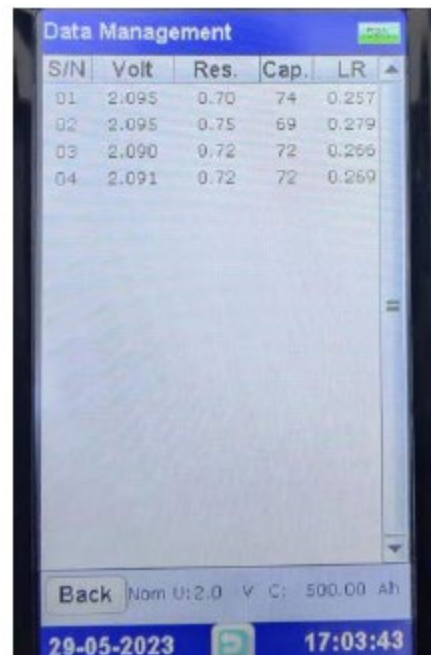 Data Management
S/N Volt Res. Cap. LR
01 2.095 0.70 74 0.257
02 2.095 0.75 69 0.279
03 2.090 0.72 72 0.266
04 2.091 0.72 72 0.269
Back Nom U:2.0 V C: 500.00 Ah
29-05-2023 17:03:43